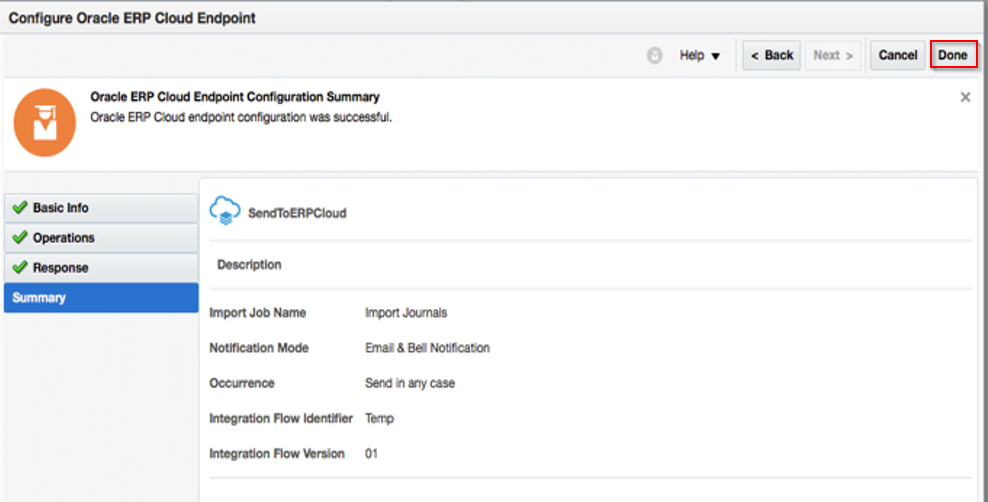 Configure Oracle ERP Cloud Endpoint
Help ▼ < Back Next > Cancel Done
Oracle ERP Cloud Endpoint Configuration Summary
Oracle ERP Cloud endpoint configuration was successful.
Basic Info
Operations
Response
Summary
SendToERPCloud
Description
Import Job Name Import Journals
Notification Mode Email & Bell Notification
Occurrence Send in any case
Integration Flow Identifier Temp
Integration Flow Version 01